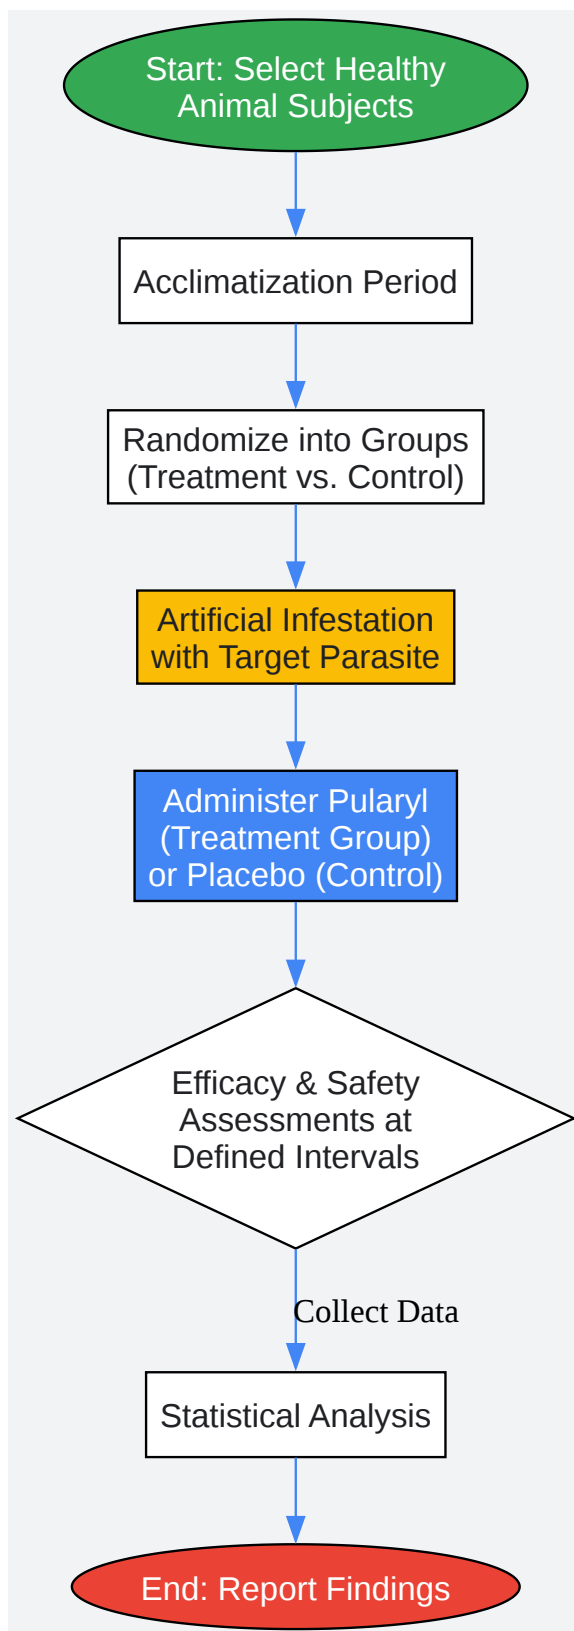 Start: Select Healthy
Animal Subjects
Acclimatization Period
Randomize into Groups
(Treatment vs. Control)
Artificial Infestation
with Target Parasite
Administer Pularyl
(Treatment Group)
or Placebo (Control)
Efficacy & Safety
Assessments at
Defined Intervals
Collect Data
Statistical Analysis
End: Report Findings